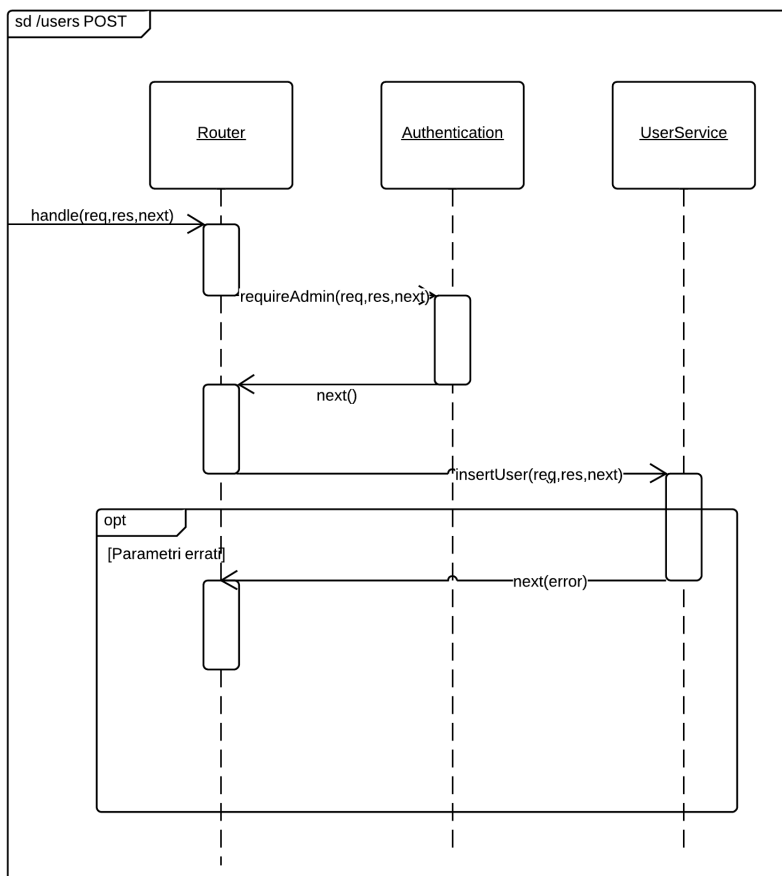 sd /users POST
Router
Authentication
UserService
handle(req,res,next)
requireAdmin(req,res,next)
next()
insertUser(req,res,next)
opt
[Parametri errati]
next(error)